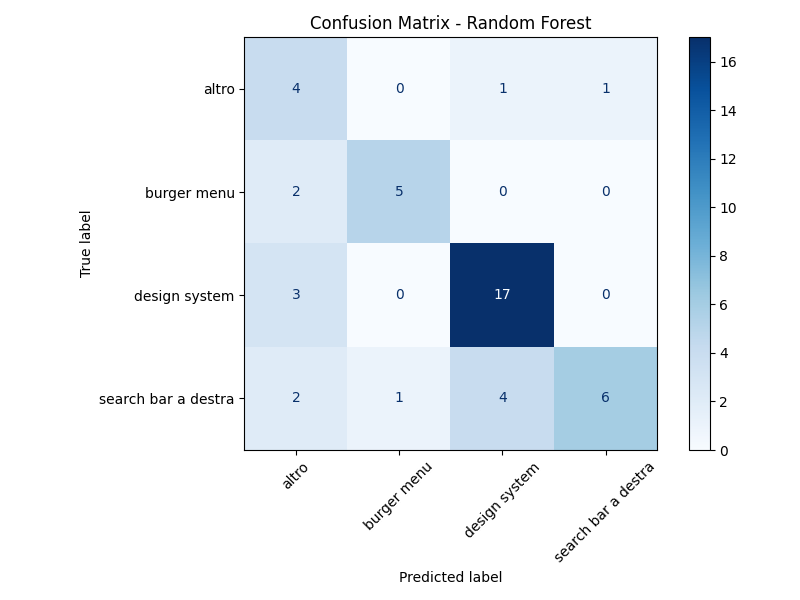 Confusion Matrix - Random Forest
True label
altro
burger menu
design system
search bar a destra
4 0 1 1
2 5 0 0
3 0 17 0
2 1 4 6
altro
burger menu
design system
search bar a destra
Predicted label
16
14
12
10
8
6
4
2
0